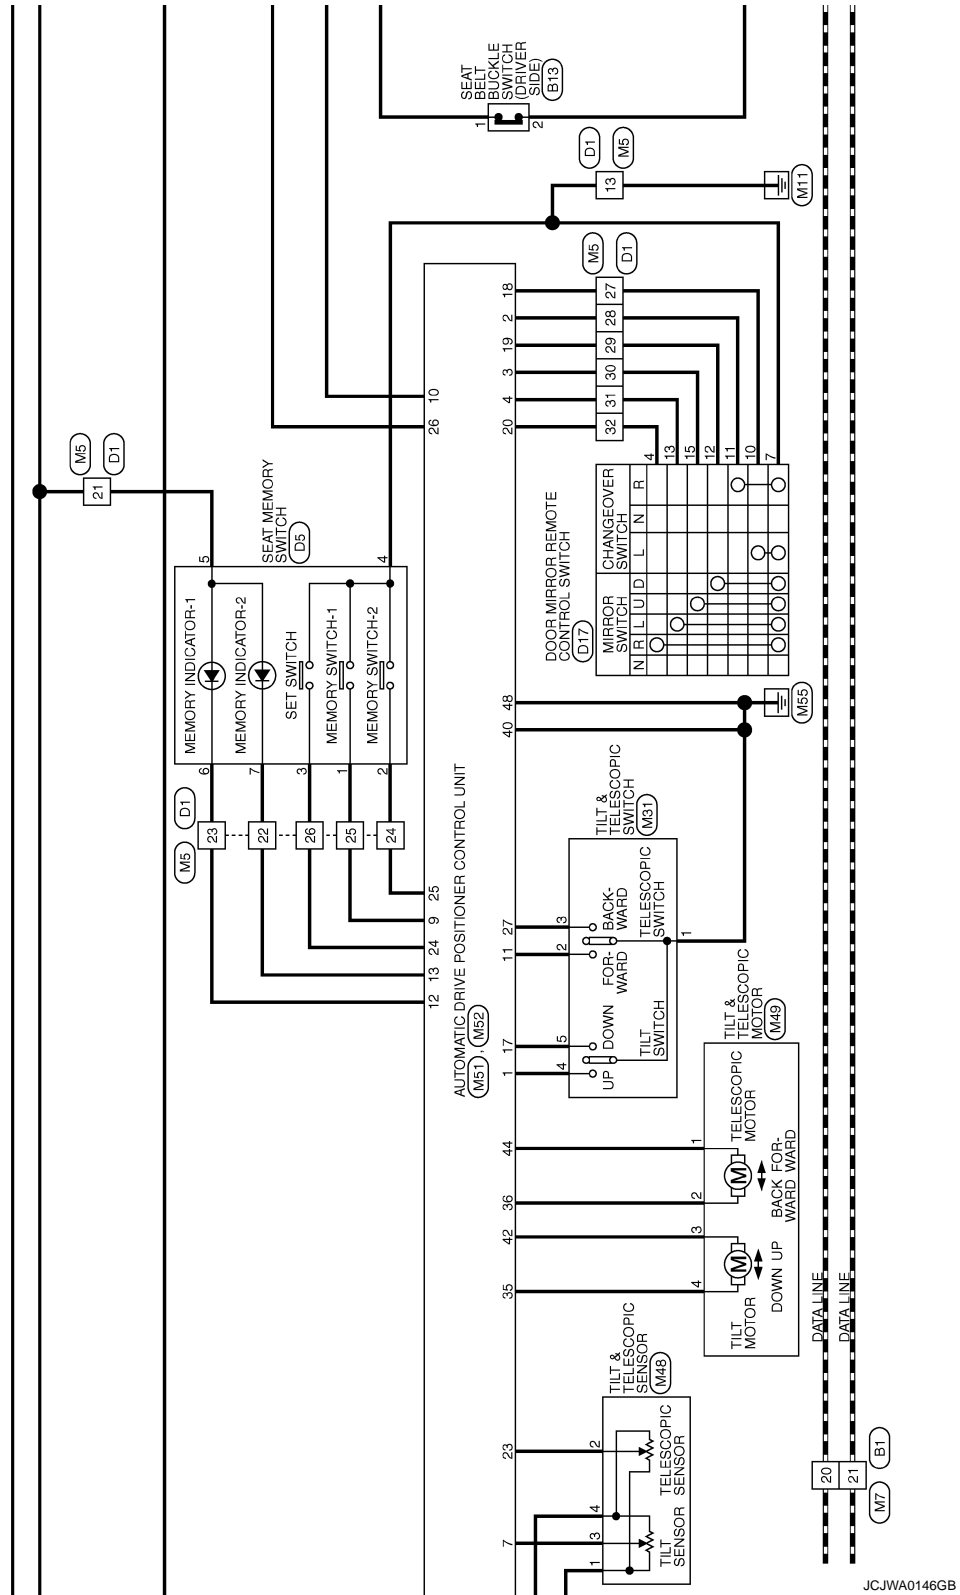 SEAT
BELT
BUCKLE
SWITCH
(DRIVER
SIDE)
B13
1
2
D1
M5
13
M11
M5
D1
18
2
19
3
4
20
27
28
29
30
31
32
10
26
M5
D1
21
SEAT MEMORY
SWITCH
D5
5
4
MEMORY INDICATOR-1
MEMORY INDICATOR-2
SET SWITCH
MEMORY SWITCH-1
MEMORY SWITCH-2
6
7
3
1
2
D1
M5
23
22
26
25
24
25
9
24
13
12
DOOR MIRROR REMOTE
CONTROL SWITCH
D17
4
13
15
12
11
10
7
MIRROR
SWITCH
CHANGEOVER
SWITCH
N
R
L
U
D
L
N
R
48
40
M55
AUTOMATIC DRIVE POSITIONER CONTROL UNIT
M51 , M52
TILT &
TELESCOPIC
SWITCH
M31
27
11
17
1
3
2
5
4
1
BACK-
WARD
FOR-
WARD
TELESCOPIC
SWITCH
DOWN
UP
TILT
SWITCH
TILT &
TELESCOPIC
MOTOR
M49
44
36
42
35
1
2
3
4
TELESCOPIC
MOTOR
M
BACK FOR-
WARD WARD
M
DOWN UP
TILT
MOTOR
TILT &
TELESCOPIC
SENSOR
M48
23
7
2
4
3
1
TELESCOPIC
SENSOR
TILT
SENSOR
DATA LINE
DATA LINE
20
21
B1
M7
JCJWA0146GB